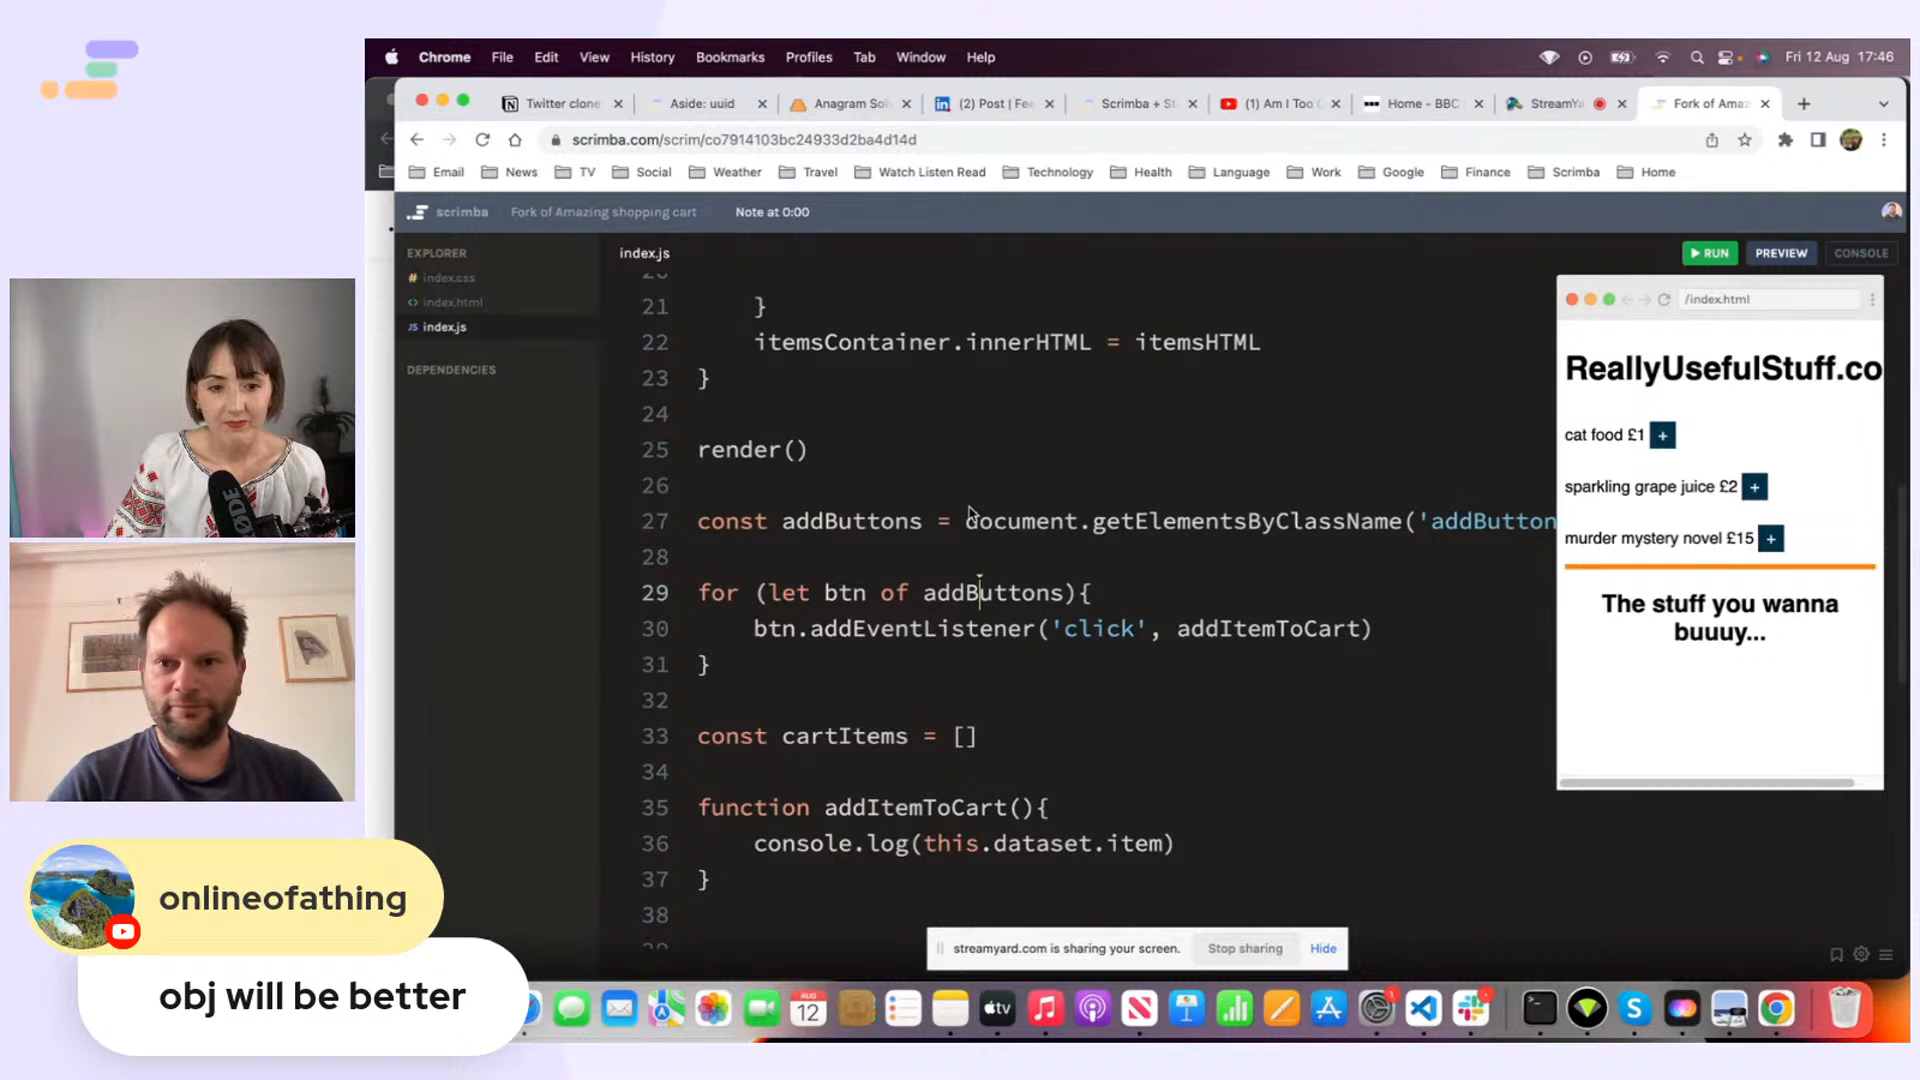 Chrome File Edit View History Bookmarks Profiles Tab Window Help Fri 12 Aug 17:46
Twitter clone Aside: uuid Anagram Sol (2) Post | Fee Scrimba + St (1) Am I Too Home - BBC StreamYa Fork of Amaz
scrimba.com/scrim/co7914103bc24933d2ba4d14d
Email News TV Social Weather Travel Watch Listen Read Technology Health Language Work Google Finance Scrimba Home
scrimba Fork of Amazing shopping cart Note at 0:00
EXPLORER
# index.css
<> index.html
JS index.js
DEPENDENCIES
index.js
RUN PREVIEW CONSOLE
21 }
22 itemsContainer.innerHTML = itemsHTML
23 }
24
25 render()
26
27 const addButtons = document.getElementsByClassName('addButton
28
29 for (let btn of addButtons){
30 btn.addEventListener('click', addItemToCart)
31 }
32
33 const cartItems = []
34
35 function addItemToCart(){
36 console.log(this.dataset.item)
37 }
38
/index.html
ReallyUsefulStuff.co
cat food £1 +
sparkling grape juice £2 +
murder mystery novel £15 +
The stuff you wanna
buuuy...
streamyard.com is sharing your screen. Stop sharing Hide
RØDE
onlineofathing
obj will be better
AUG
12
tv